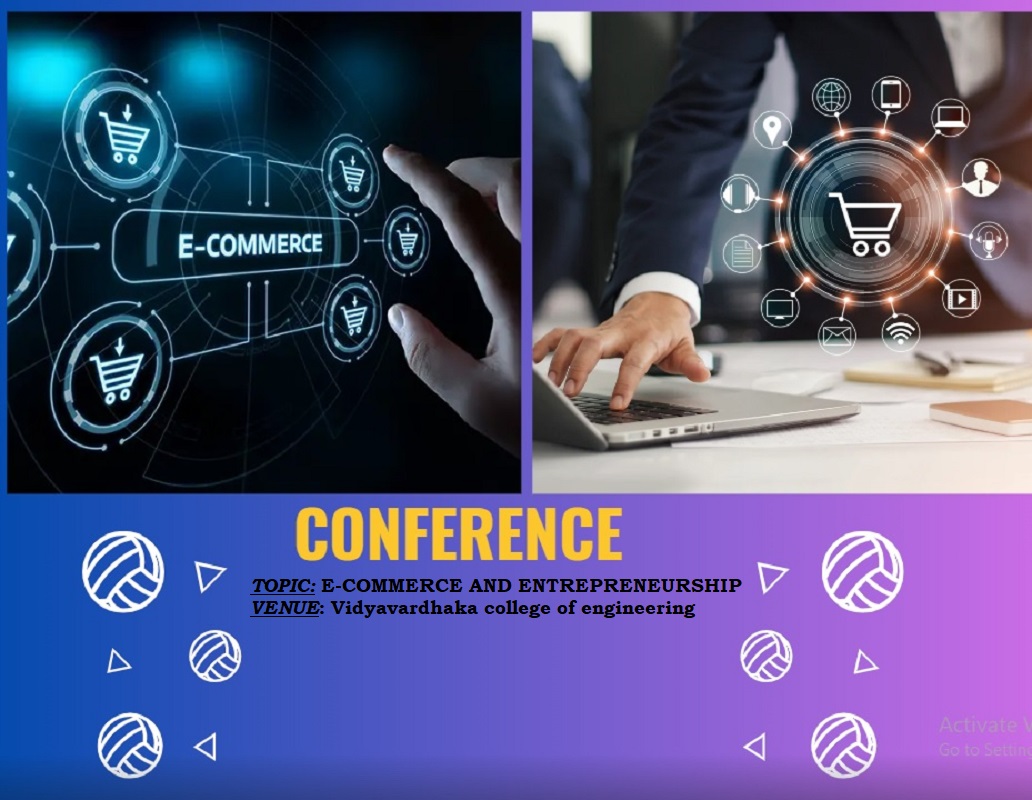 E-COMMERCE
CONFERENCE
TOPIC: E-COMMERCE AND ENTREPRENEURSHIP
VENUE: Vidyavardhaka college of engineering
Activate
Go to Setting